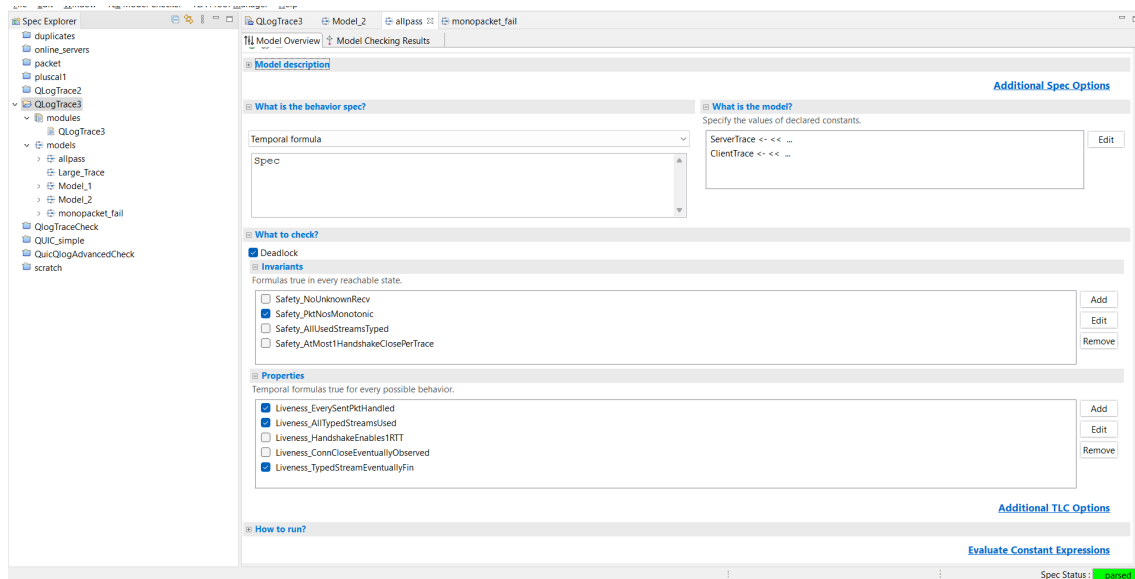 Spec Explorer
duplicates
online_servers
packet
pluscal1
QLogTrace2
QLogTrace3
modules
QLogTrace3
models
allpass
Large_Trace
Model_1
Model_2
monopacket_fail
QlogTraceCheck
QUIC_simple
QuicQlogAdvancedCheck
scratch
QLogTrace3 Model_2 allpass monopacket_fail
Model Overview Model Checking Results
Model description
Additional Spec Options
What is the behavior spec?
Temporal formula
Spec
What is the model?
Specify the values of declared constants.
ServerTrace <- << ...
ClientTrace <- << ...
Edit
What to check?
Deadlock
Invariants
Formulas true in every reachable state.
Safety_NoUnknownRecv
Safety_PktNosMonotonic
Safety_AllUsedStreamsTyped
Safety_AtMost1HandshakeClosePerTrace
Add
Edit
Remove
Properties
Temporal formulas true for every possible behavior.
Liveness_EverySentPktHandled
Liveness_AllTypedStreamsUsed
Liveness_HandshakeEnables1RTT
Liveness_ConnCloseEventuallyObserved
Liveness_TypedStreamEventuallyFin
Add
Edit
Remove
Additional TLC Options
How to run?
Evaluate Constant Expressions
Spec Status : parsed